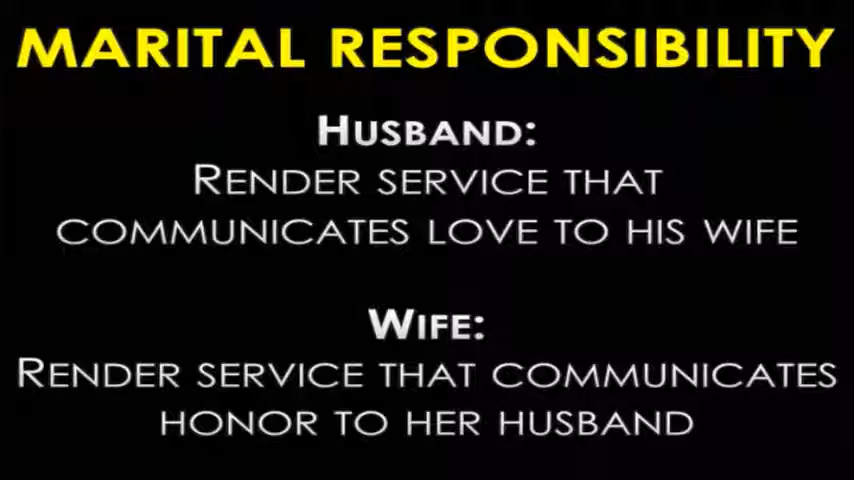 MARITAL RESPONSIBILITY
HUSBAND:
RENDER SERVICE THAT
COMMUNICATES LOVE TO HIS WIFE
WIFE:
RENDER SERVICE THAT COMMUNICATES
HONOR TO HER HUSBAND